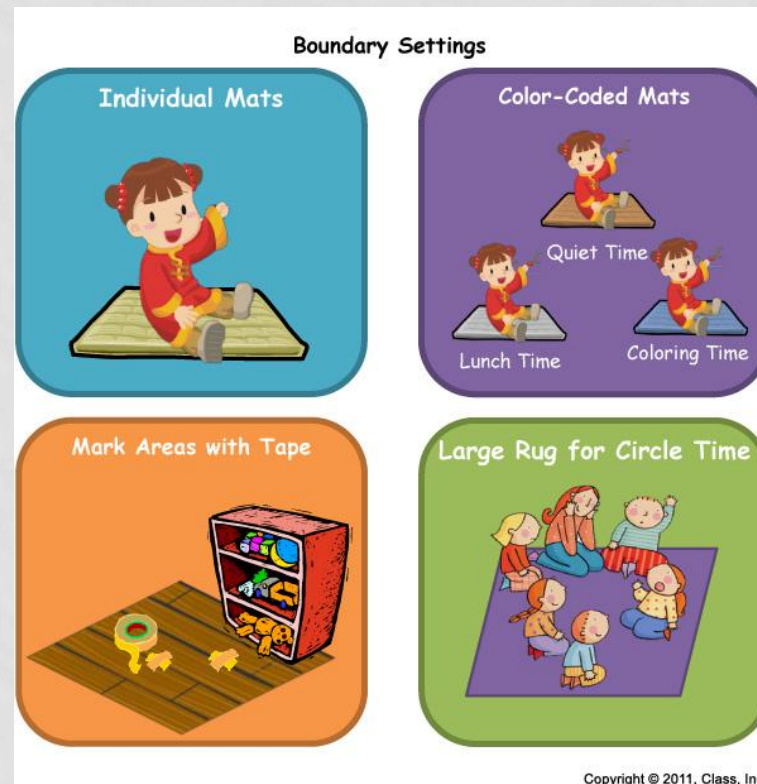 Boundary Settings
Individual Mats
Color-Coded Mats
Quiet Time
Lunch Time
Coloring Time
Mark Areas with Tape
Large Rug for Circle Time
Copyright © 2011, Class, In